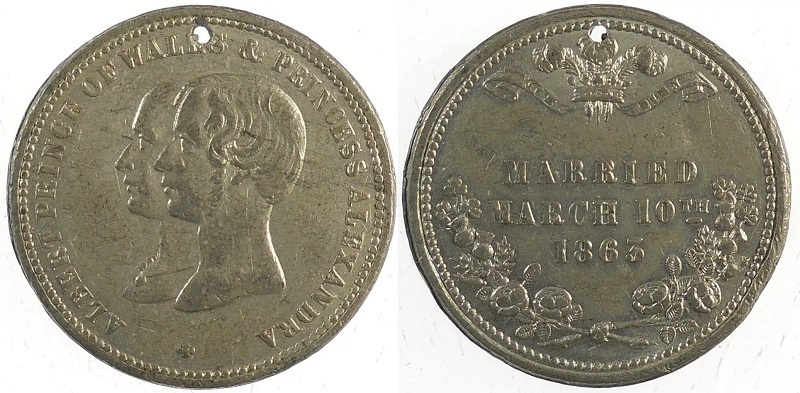 ALBERT PRINCE OF WALES & PRINCESS ALEXANDRA
MARRIED
MARCH 10TH
1863